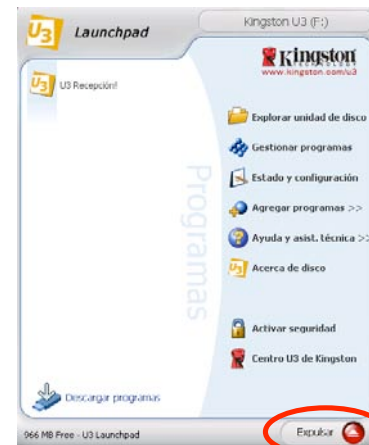 U3 Launchpad
Kingston U3 (F:)
Kingston
TECHNOLOGY
www.kingston.com/u3
U3 U3 Recepción!
Explorar unidad de disco
Gestionar programas
Estado y configuración
Agregar programas >>
Ayuda y asist. técnica >>
U3 Acerca de disco
Programas
Activar seguridad
Centro U3 de Kingston
Descargar programas
966 MB Free - U3 Launchpad
Expulsar